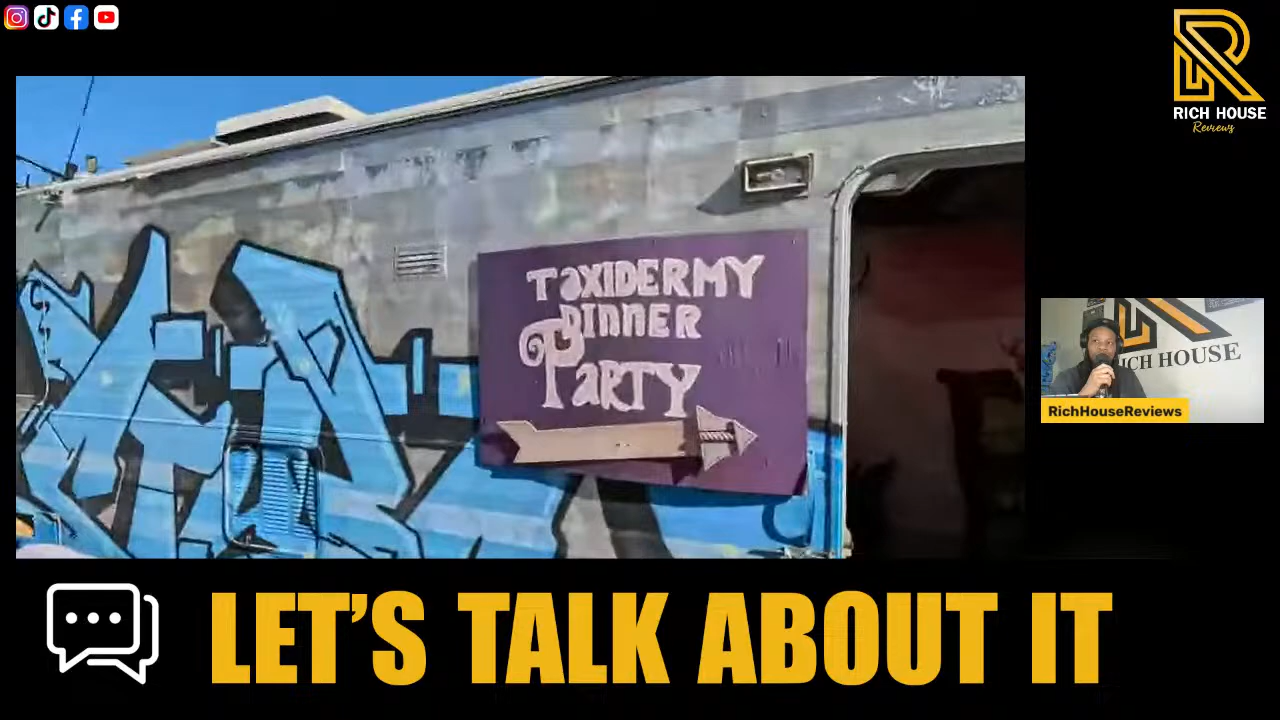 RICH HOUSE
Reviews
TaXIDERMY
DINNER
PARTY
RICH HOUSE
RichHouseReviews
LET'S TALK ABOUT IT